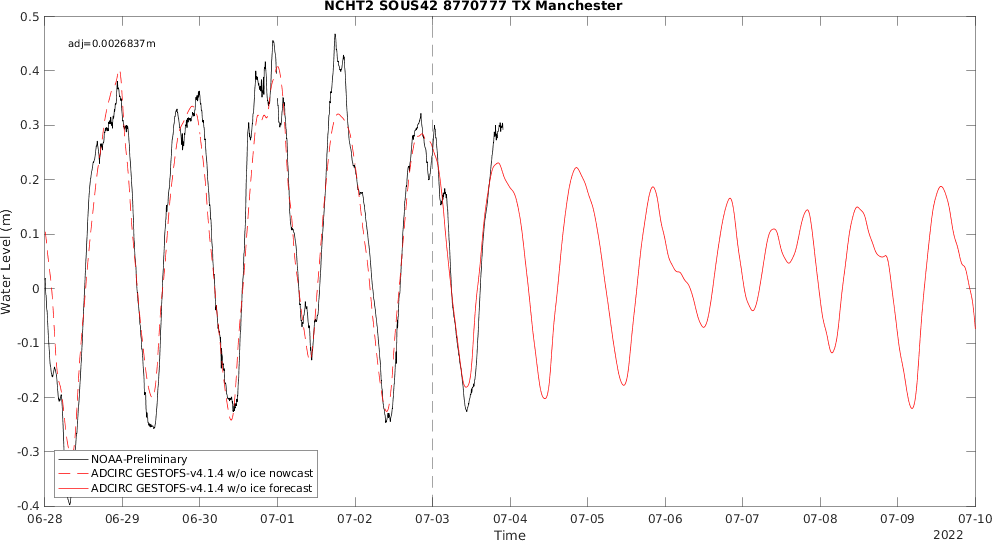 NCHT2 SOUS42 8770777 TX Manchester
adj=0.0026837m
0.5
0.4
0.3
0.2
0.1
0
-0.1
-0.2
-0.3
-0.4
Water Level (m)
NOAA-Preliminary
ADCIRC GESTOFS-v4.1.4 w/o ice nowcast
ADCIRC GESTOFS-v4.1.4 w/o ice forecast
06-28 06-29 06-30 07-01 07-02 07-03 07-04 07-05 07-06 07-07 07-08 07-09 07-10
Time
2022